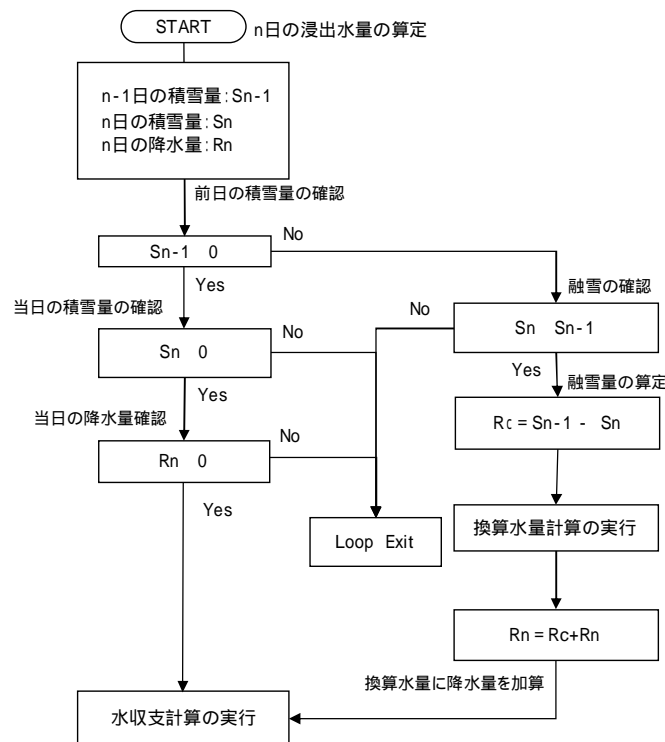 START
n日の浸出水量の算定
n-1日の積雪量:Sn-1
n日の積雪量:Sn
n日の降水量:Rn
前日の積雪量の確認
Sn-1 0
No
Yes
融雪の確認
当日の積雪量の確認
Sn 0
No
No
Sn Sn-1
Yes
Yes
融雪量の算定
当日の降水量確認
Rc=Sn-1 - Sn
Rn 0
No
Yes
Loop Exit
換算水量計算の実行
Rn=Rc+Rn
換算水量に降水量を加算
水収支計算の実行